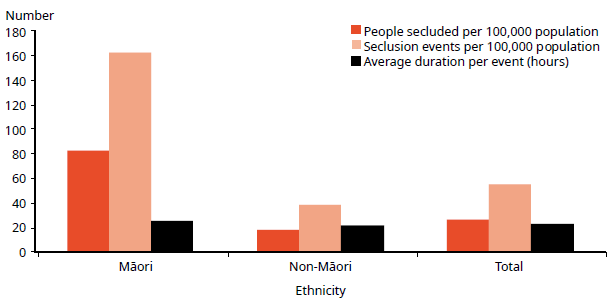 Number
People secluded per 100,000 population
Seclusion events per 100,000 population
Average duration per event (hours)
180
160
140
120
100
80
60
40
20
0
Māori
Non-Māori
Total
Ethnicity